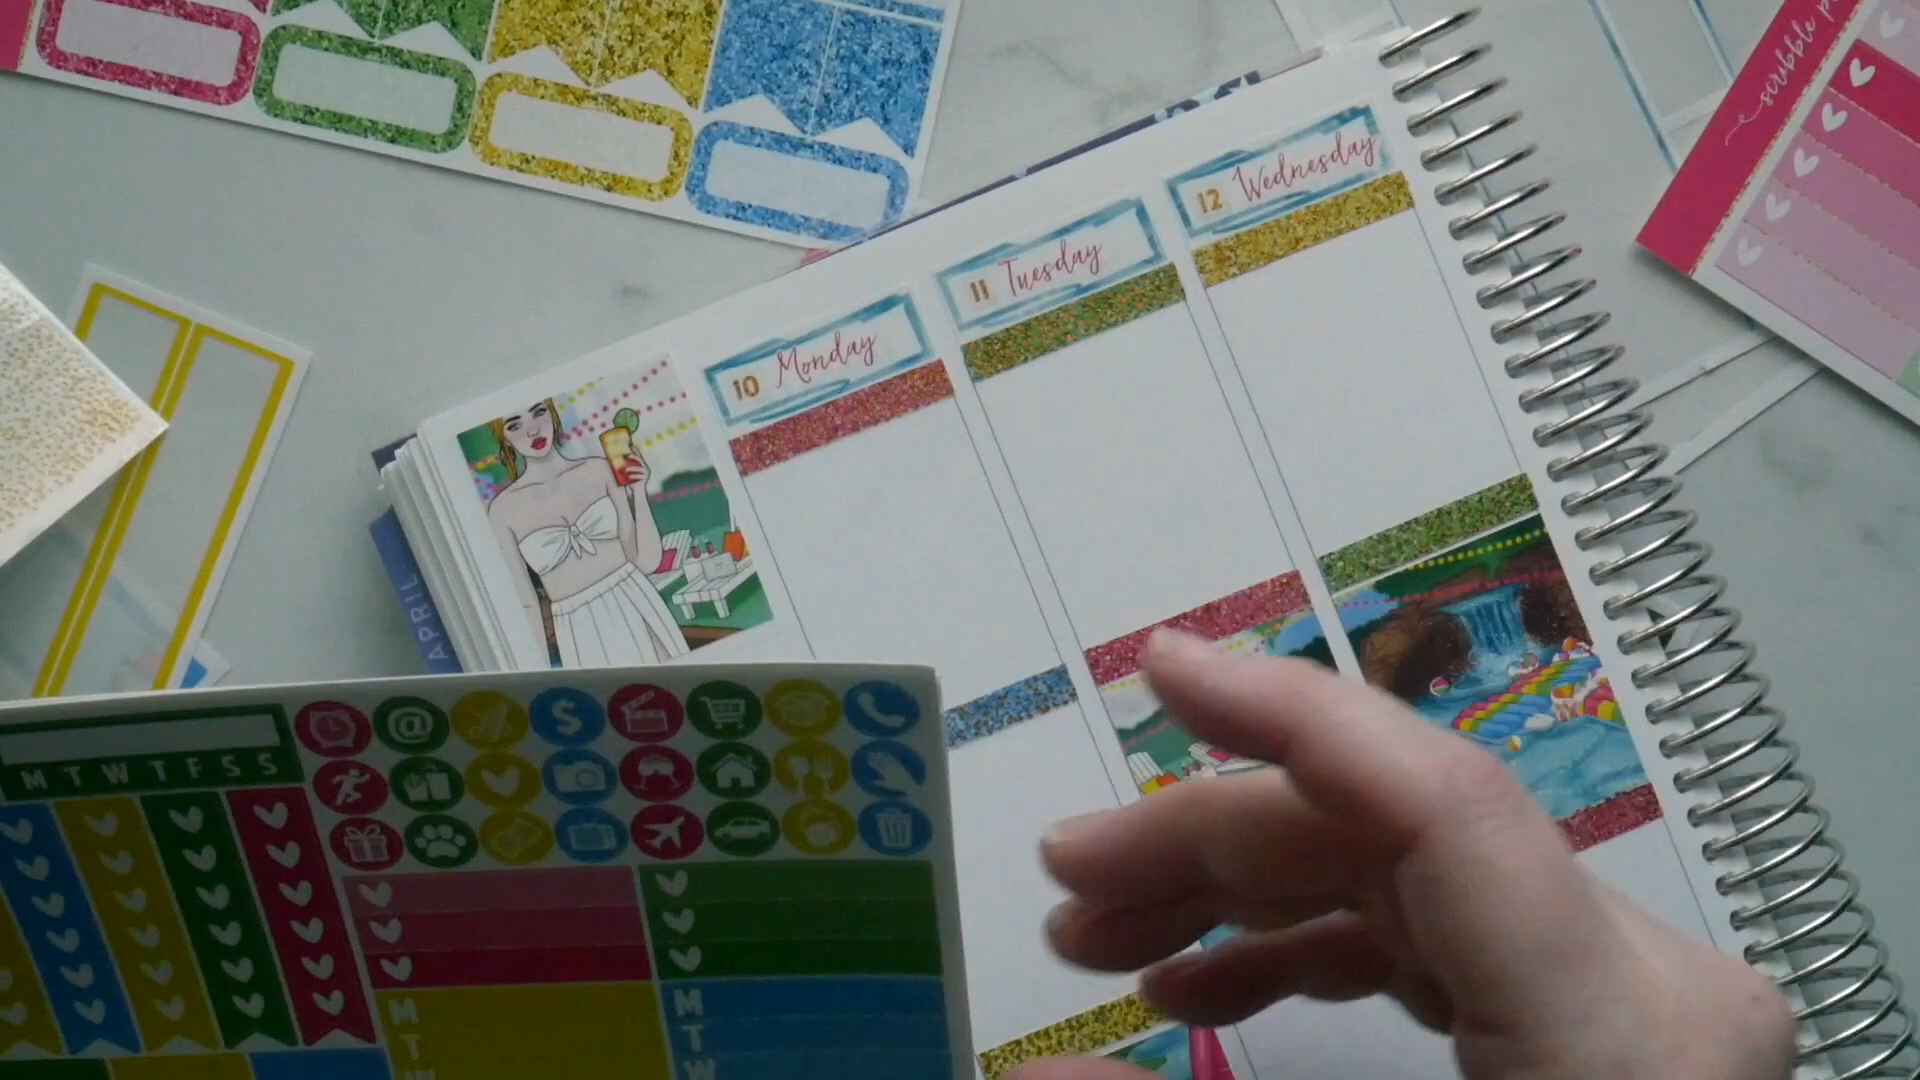 scribble
12 Wednesday
11 Tuesday
10 Monday
APRIL
M T W T F S S
@
$
M
T
W
M
T
W